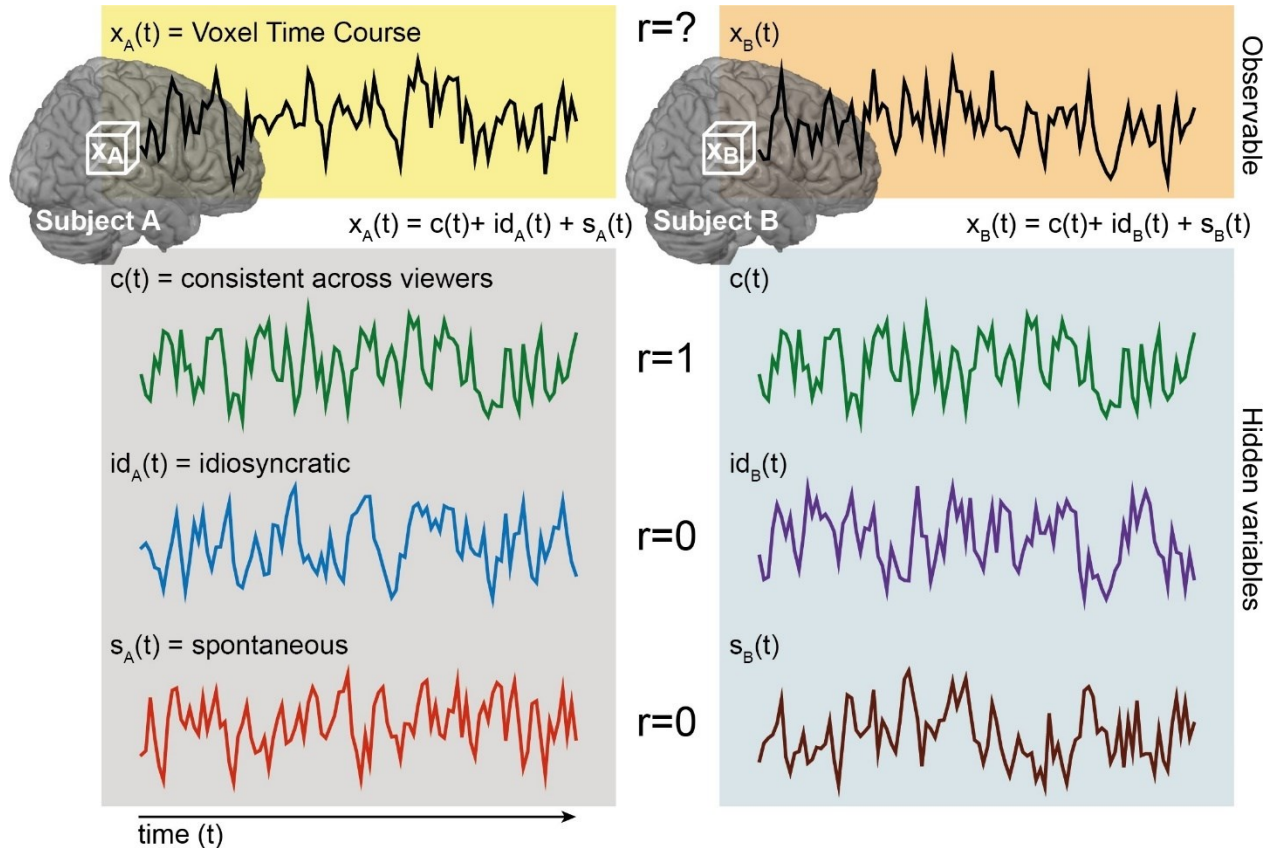 x_A(t) = Voxel Time Course
r=?
x_B(t)
Observable
x_A
x_B
Subject A
Subject B
x_A(t) = c(t)+ id_A(t) + s_A(t)
x_B(t) = c(t)+ id_B(t) + s_B(t)
c(t) = consistent across viewers
c(t)
r=1
Hidden variables
id_A(t) = idiosyncratic
id_B(t)
r=0
s_A(t) = spontaneous
s_B(t)
r=0
time (t)